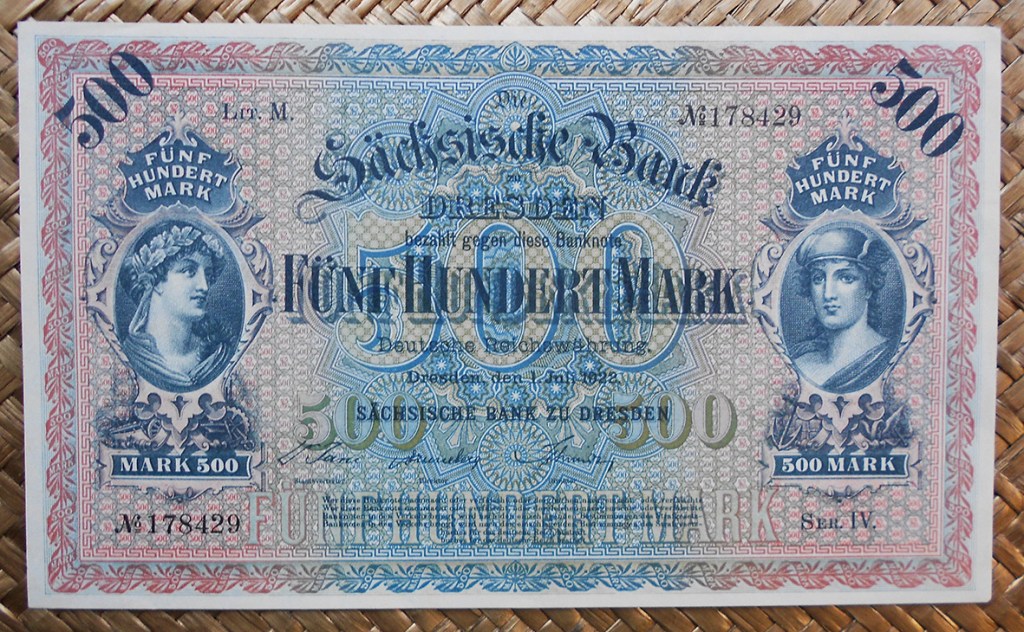 500
500
Lit. M.
Die
№178429
Sächsische Bank
FÜNF
HUNDERT
MARK
FÜNF
HUNDERT
MARK
zu
DRESDEN
bezahlt gegen diese Banknote
500
FÜNF HUNDERT MARK
Deutsche Reichswährung.
Dresden, den 1. Juli 1922.
SÄCHSISCHE BANK ZU DRESDEN
500 500
MARK 500
500 MARK
№178429
FÜNF HUNDERT MARK
Ser. IV.